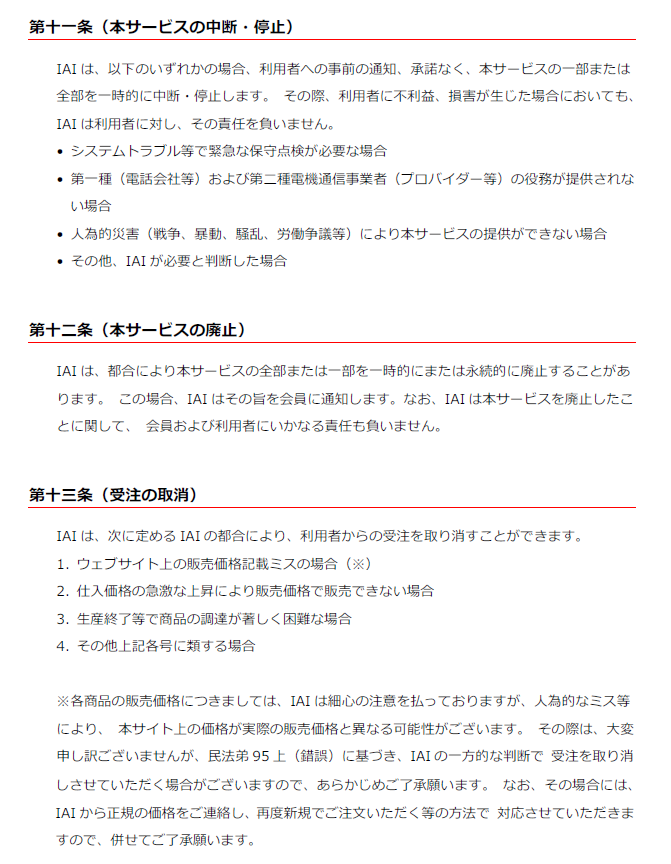 第十一条（本サービスの中断・停止）
IAI は、以下のいずれかの場合、利用者への事前の通知、承諾なく、本サービスの一部または
全部を一時的に中断・停止します。 その際、利用者に不利益、損害が生じた場合においても、
IAI は利用者に対し、その責任を負いません。
• システムトラブル等で緊急な保守点検が必要な場合
• 第一種（電話会社等）および第二種電機通信事業者（プロバイダー等）の役務が提供されな
い場合
• 人為的災害（戦争、暴動、騒乱、労働争議等）により本サービスの提供ができない場合
• その他、IAI が必要と判断した場合
第十二条（本サービスの廃止）
IAI は、都合により本サービスの全部または一部を一時的にまたは永続的に廃止することがあ
ります。 この場合、IAI はその旨を会員に通知します。なお、IAI は本サービスを廃止したこ
とに関して、 会員および利用者にいかなる責任も負いません。
第十三条（受注の取消）
IAI は、次に定める IAI の都合により、利用者からの受注を取り消すことができます。
1. ウェブサイト上の販売価格記載ミスの場合（※）
2. 仕入価格の急激な上昇により販売価格で販売できない場合
3. 生産終了等で商品の調達が著しく困難な場合
4. その他上記各号に類する場合
※各商品の販売価格につきましては、IAI は細心の注意を払っておりますが、人為的なミス等
により、 本サイト上の価格が実際の販売価格と異なる可能性がございます。 その際は、大変
申し訳ございませんが、民法弟 95 上（錯誤）に基づき、IAI の一方的な判断で 受注を取り消
しさせていただく場合がございますので、あらかじめご了承願います。 なお、その場合には、
IAI から正規の価格をご連絡し、再度新規でご注文いただく等の方法で 対応させていただきま
すので、併せてご了承願います。